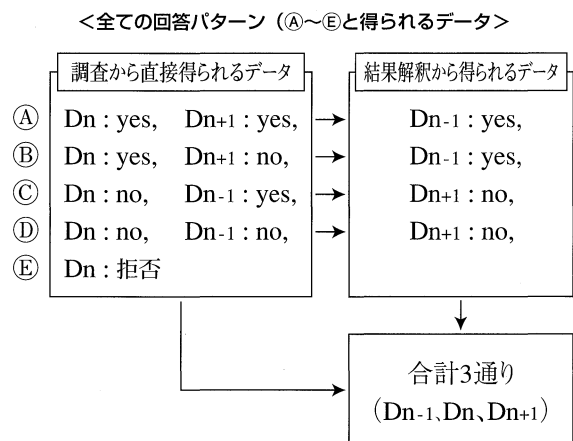 ＜全ての回答パターン（Ⓐ～Ⓔと得られるデータ＞
調査から直接得られるデータ
結果解釈から得られるデータ
Ⓐ Dn : yes, Dn+1 : yes, → Dn-1 : yes,
Ⓑ Dn : yes, Dn+1 : no, → Dn-1 : yes,
Ⓒ Dn : no, Dn-1 : yes, → Dn+1 : no,
Ⓓ Dn : no, Dn-1 : no, → Dn+1 : no,
Ⓔ Dn : 拒否
合計3通り
（Dn-1、Dn、Dn+1）